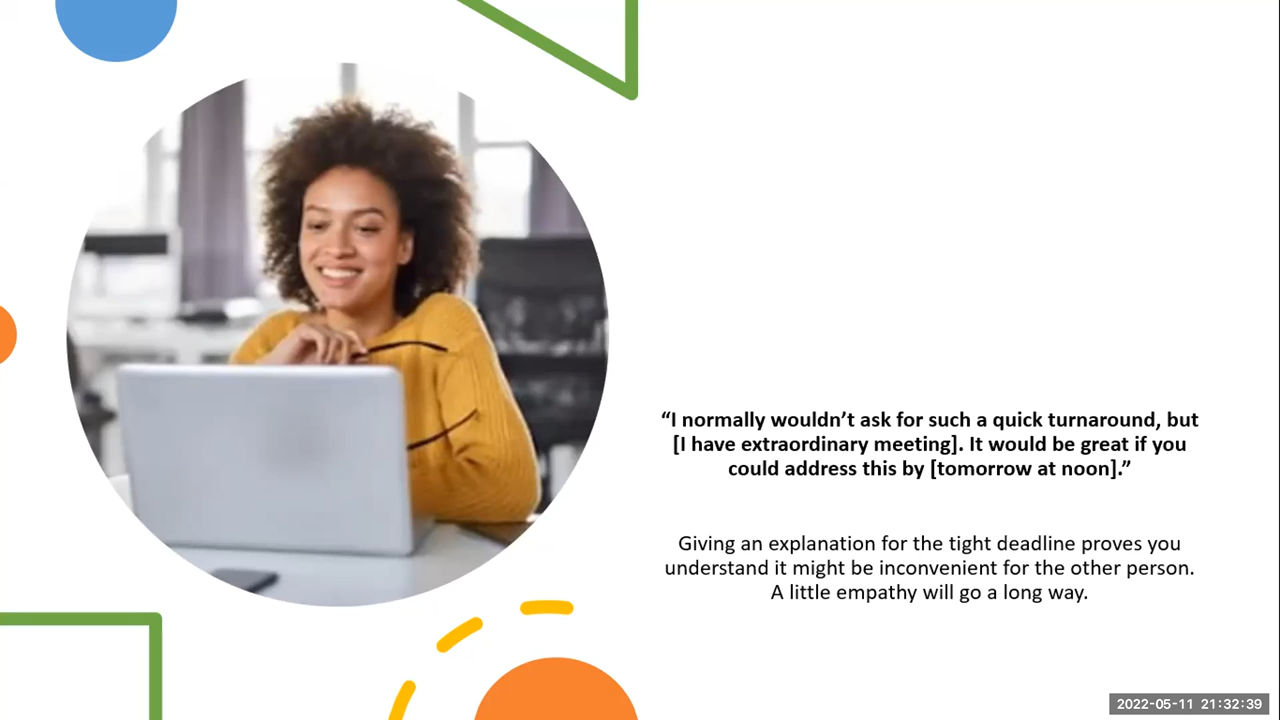 “I normally wouldn’t ask for such a quick turnaround, but
[I have extraordinary meeting]. It would be great if you
could address this by [tomorrow at noon].”
Giving an explanation for the tight deadline proves you
understand it might be inconvenient for the other person.
A little empathy will go a long way.
2022-05-11 21:32:39